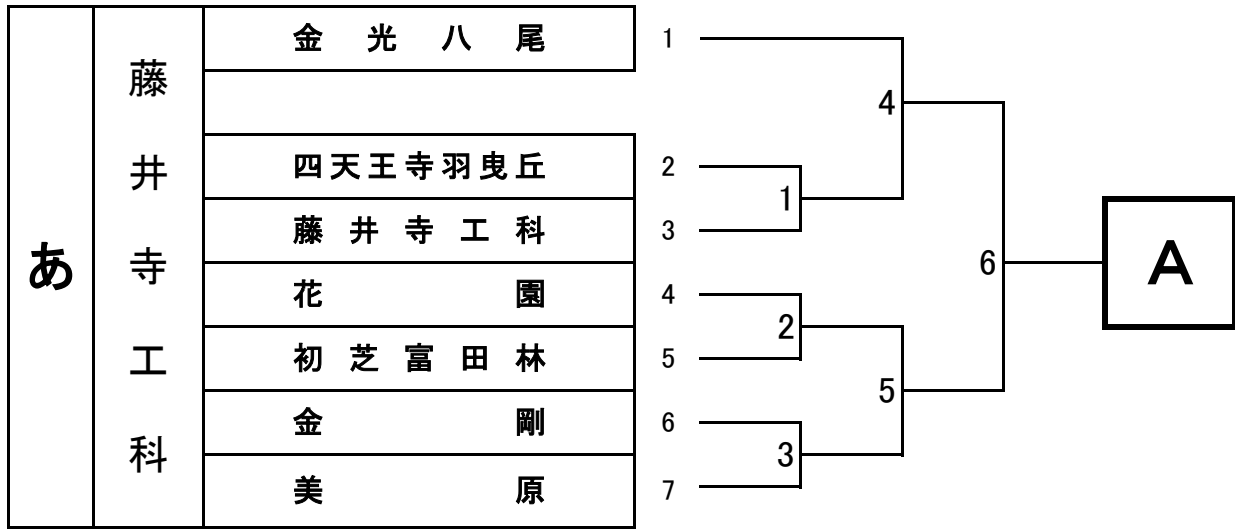 あ
藤井寺工科
金光八尾 1
四天王寺羽曳丘 2
藤井寺工科 3
花園 4
初芝富田林 5
金剛 6
美原 7
4
1
2
5
3
6
A